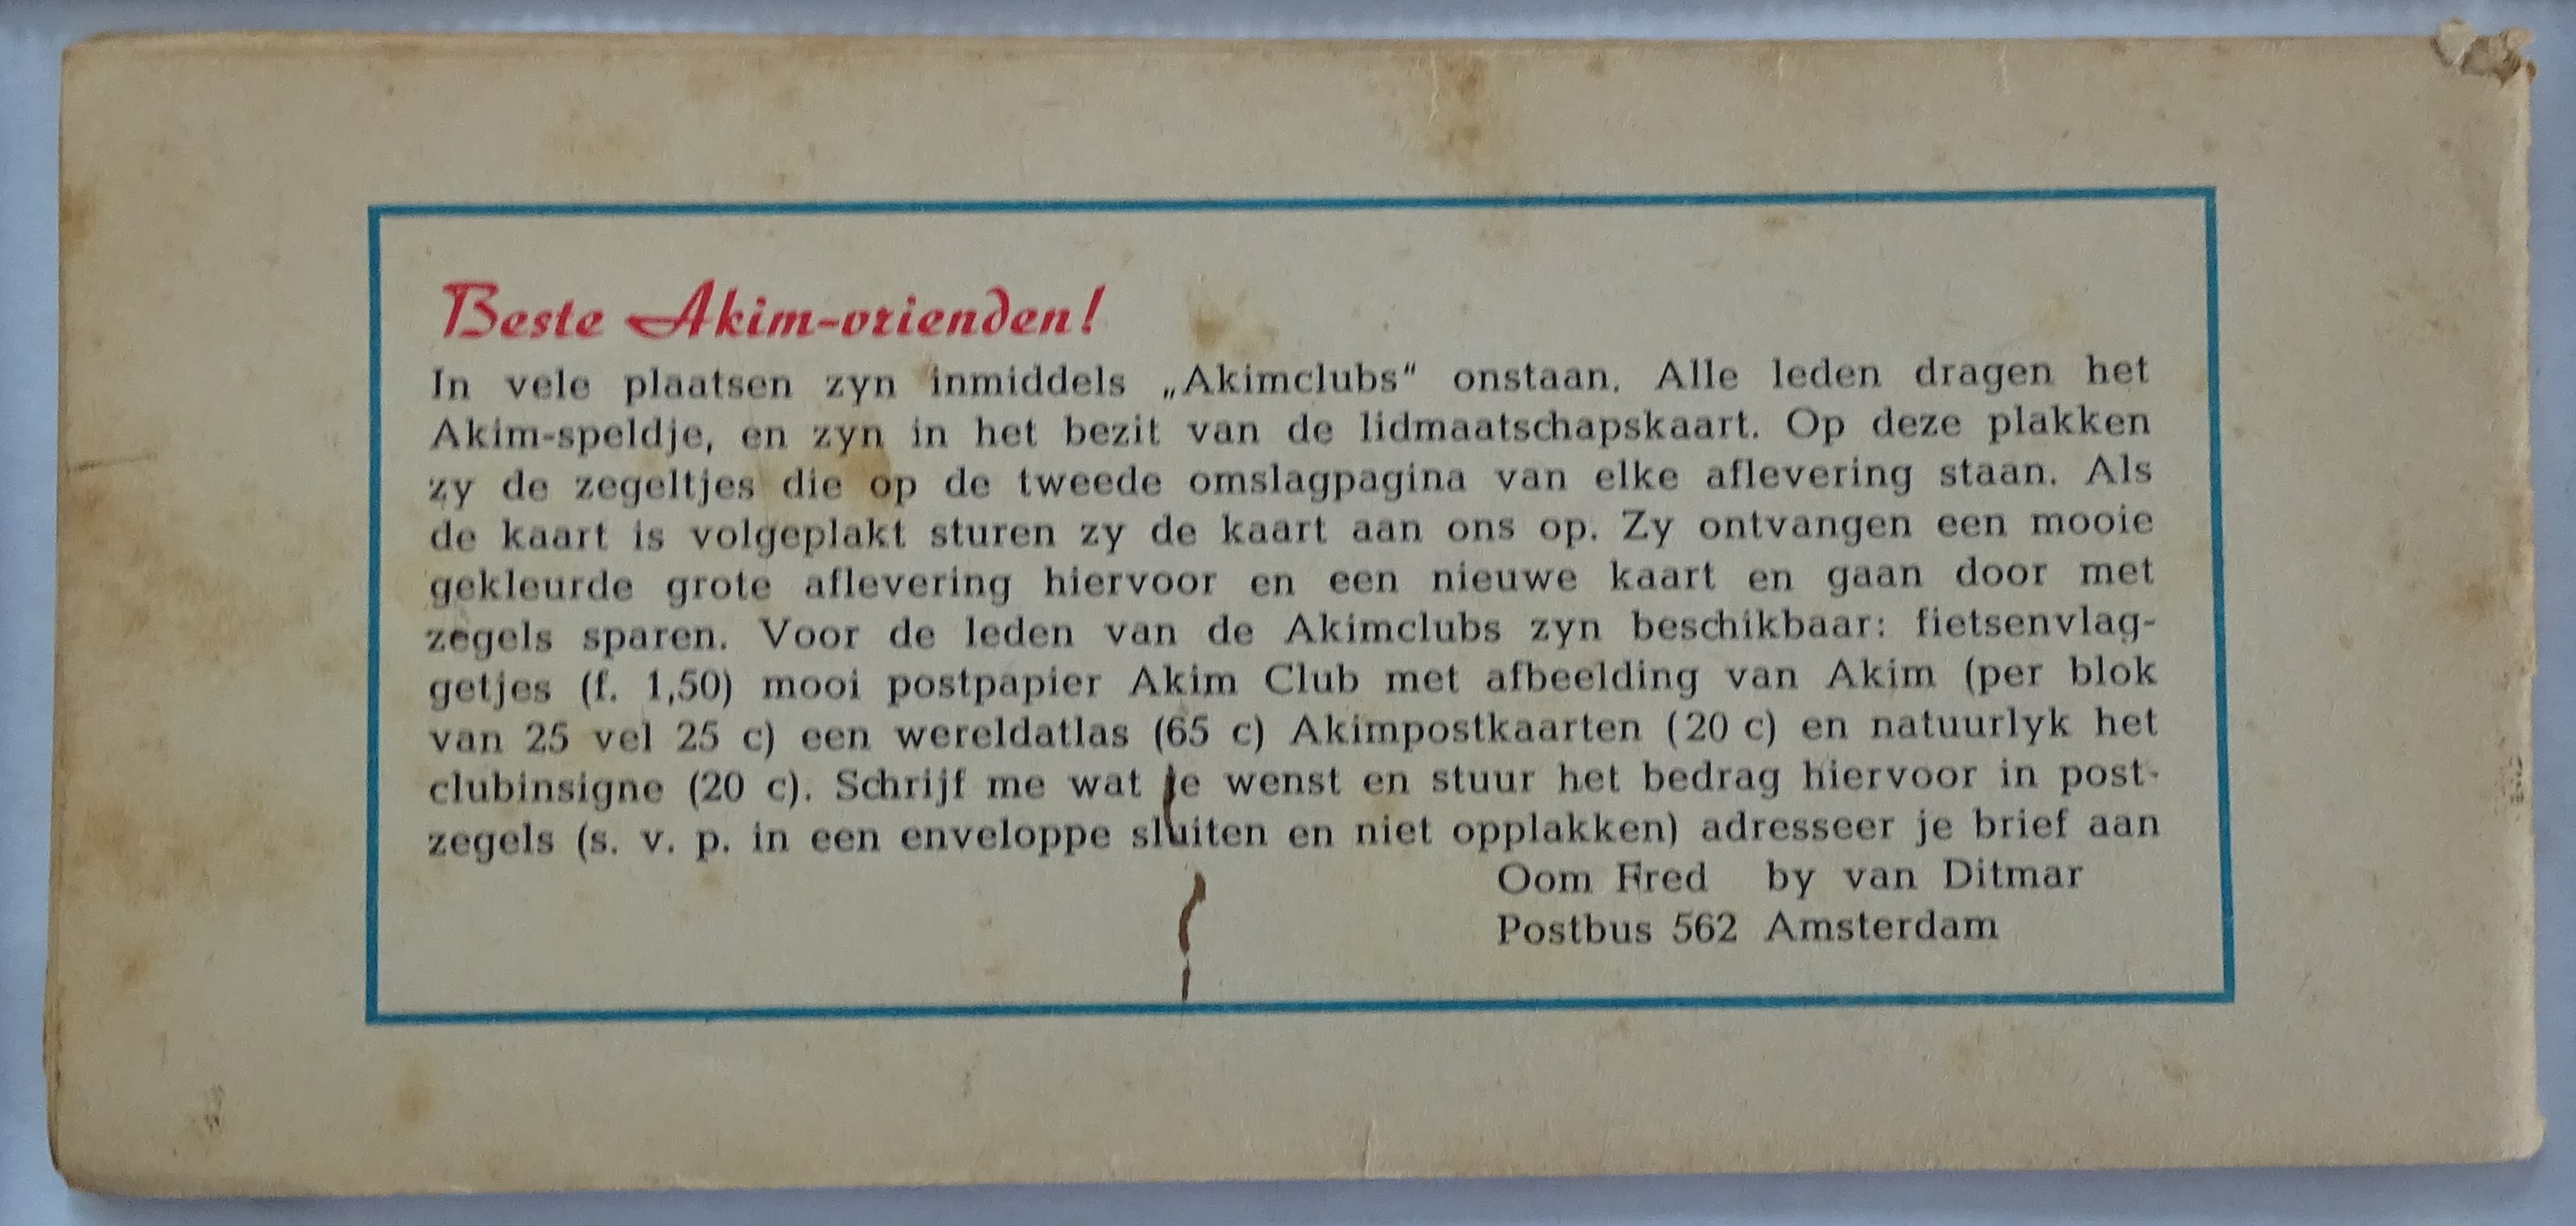 Beste Akim-vrienden!
In vele plaatsen zyn inmiddels „Akimclubs“ onstaan. Alle leden dragen het
Akim-speldje, en zyn in het bezit van de lidmaatschapskaart. Op deze plakken
zy de zegeltjes die op de tweede omslagpagina van elke aflevering staan. Als
de kaart is volgeplakt sturen zy de kaart aan ons op. Zy ontvangen een mooie
gekleurde grote aflevering hiervoor en een nieuwe kaart en gaan door met
zegels sparen. Voor de leden van de Akimclubs zyn beschikbaar: fietsenvlag-
getjes (f. 1,50) mooi postpapier Akim Club met afbeelding van Akim (per blok
van 25 vel 25 c) een wereldatlas (65 c) Akimpostkaarten (20 c) en natuurlyk het
clubinsigne (20 c). Schrijf me wat je wenst en stuur het bedrag hiervoor in post-
zegels (s. v. p. in een enveloppe sluiten en niet opplakken) adresseer je brief aan
Oom Fred by van Ditmar
Postbus 562 Amsterdam